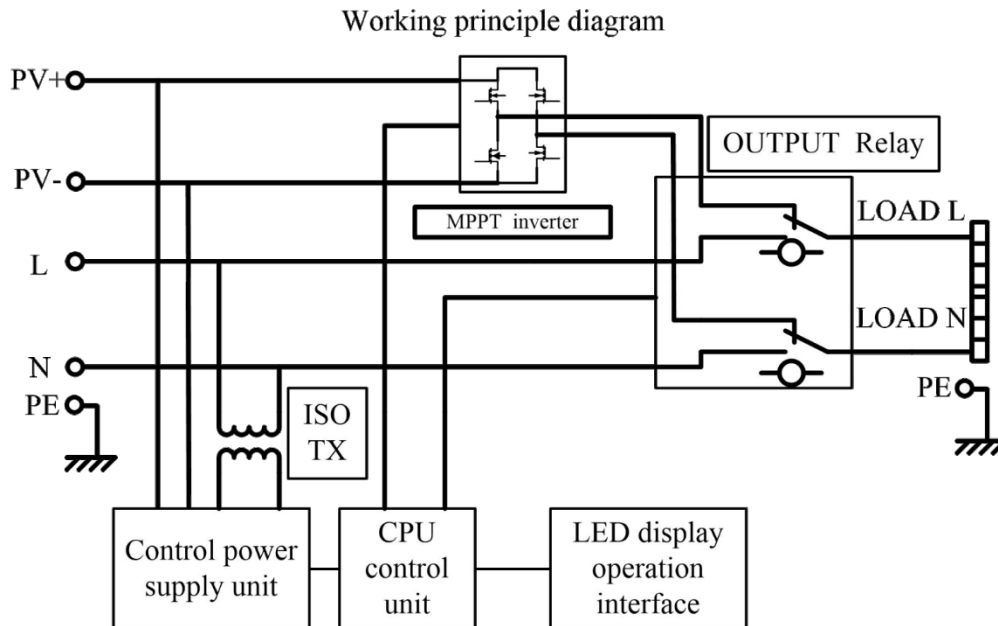 Working principle diagram
PV+
OUTPUT Relay
PV-
MPPT inverter
LOAD L
L
LOAD N
N
PE
ISO
TX
PE
Control power
supply unit
CPU
control
unit
LED display
operation
interface